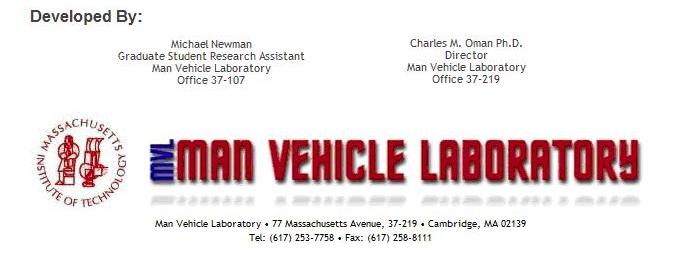 Developed By:
Michael Newman
Graduate Student Research Assistant
Man Vehicle Laboratory
Office 37-107
Charles M. Oman Ph.D.
Director
Man Vehicle Laboratory
Office 37-219
MASSACHUSETTS INSTITUTE OF TECHNOLOGY
MVL MAN VEHICLE LABORATORY
Man Vehicle Laboratory • 77 Massachusetts Avenue, 37-219 • Cambridge, MA 02139
Tel: (617) 253-7758 • Fax: (617) 258-8111